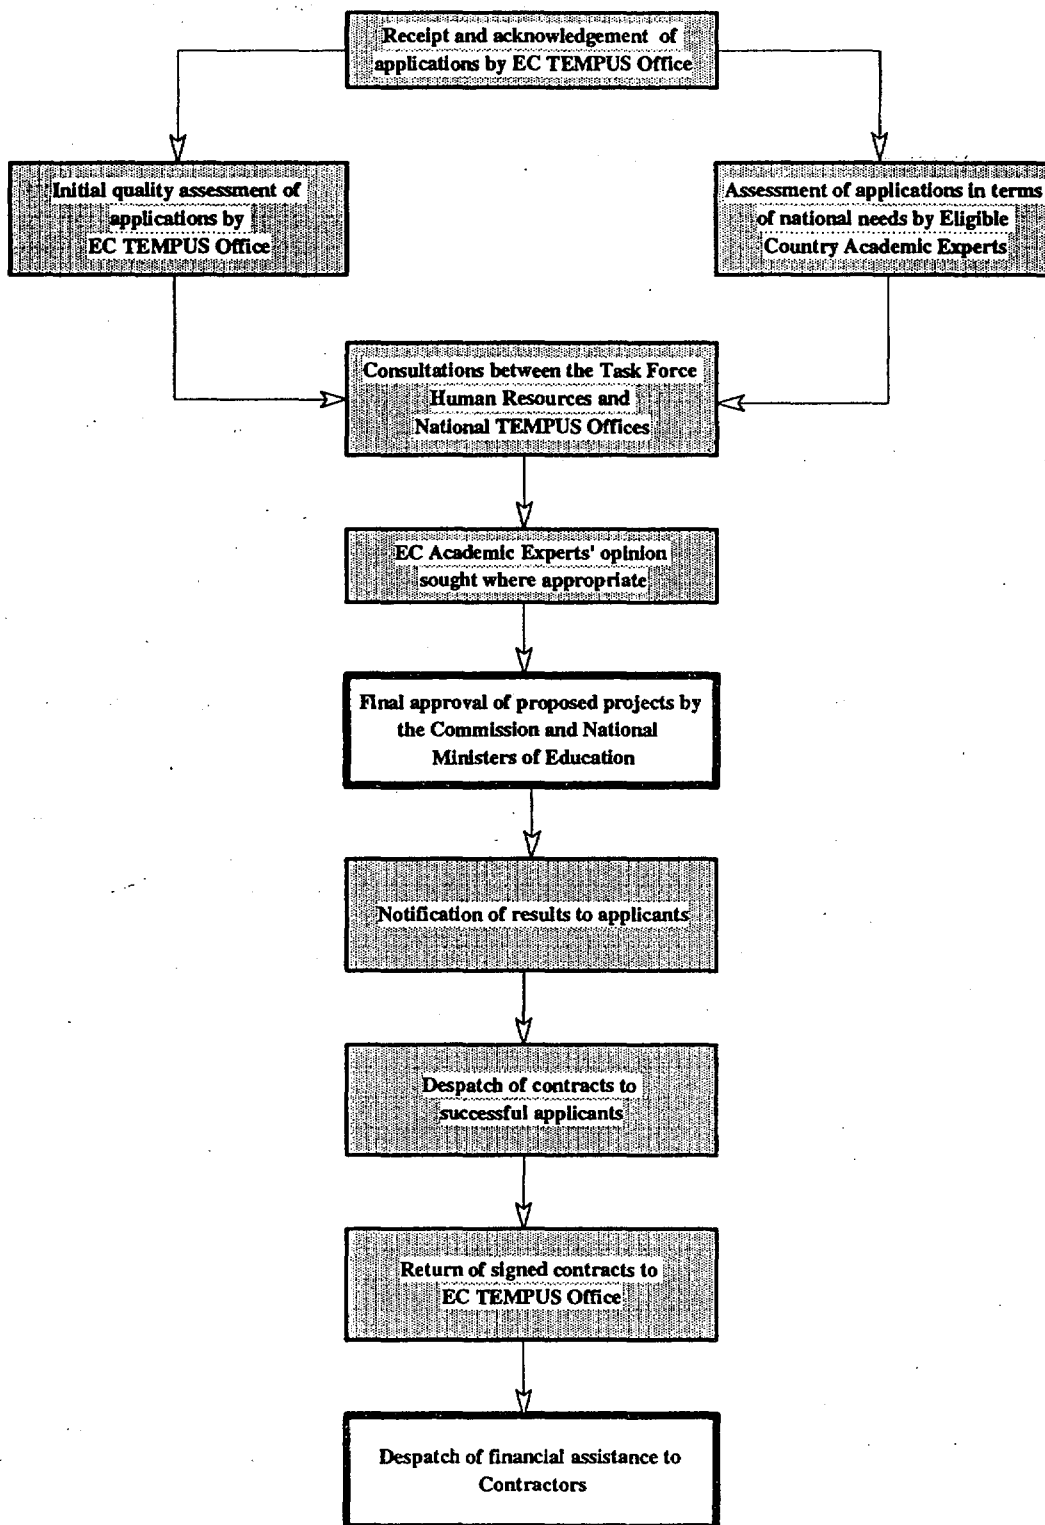 Receipt and acknowledgement of
applications by EC TEMPUS Office
Initial quality assessment of
applications by
EC TEMPUS Office
Assessment of applications in terms
of national needs by Eligible
Country Academic Experts
Consultations between the Task Force
Human Resources and
National TEMPUS Offices
EC Academic Experts' opinion
sought where appropriate
Final approval of proposed projects by
the Commission and National
Ministers of Education
Notification of results to applicants
Despatch of contracts to
successful applicants
Return of signed contracts to
EC TEMPUS Office
Despatch of financial assistance to
Contractors